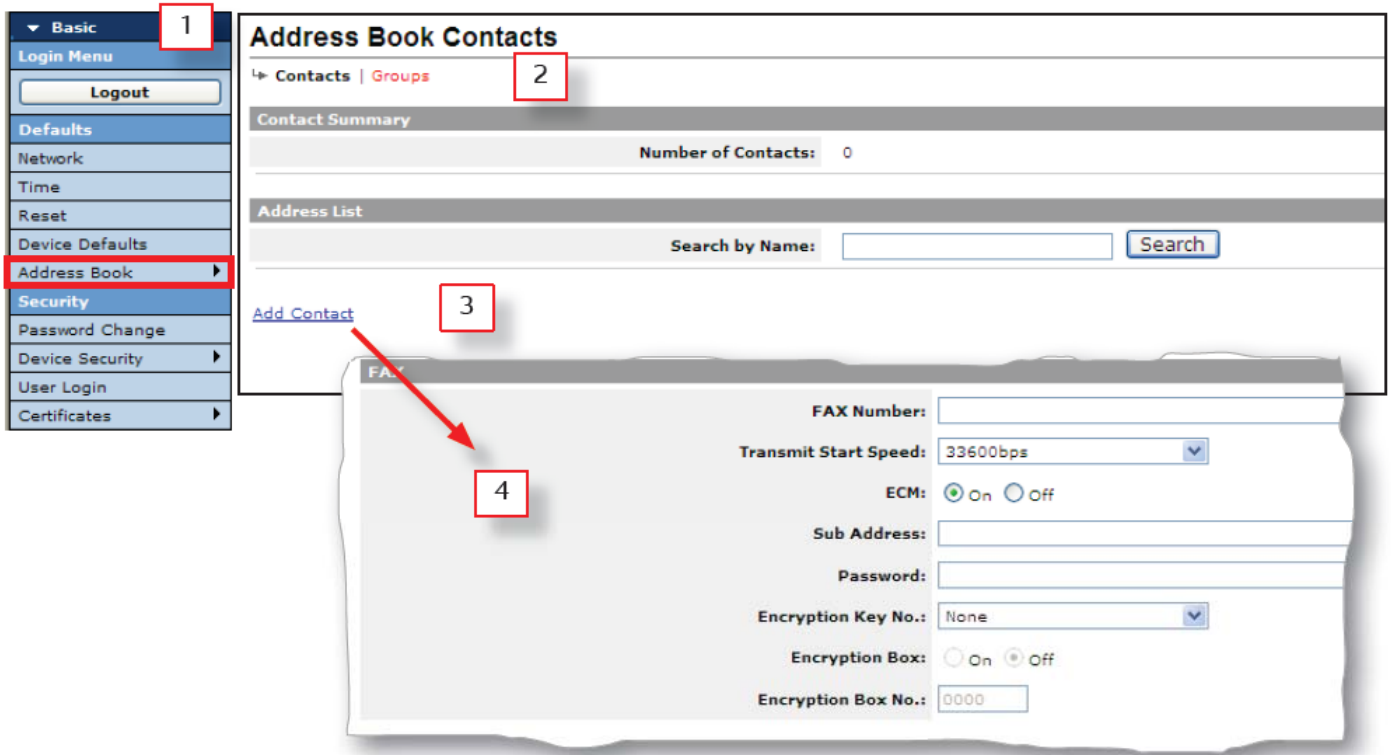 Basic
1
Login Menu
Logout
Defaults
Network
Time
Reset
Device Defaults
Address Book
Security
Password Change
Device Security
User Login
Certificates
Address Book Contacts
Contacts | Groups
2
Contact Summary
Number of Contacts: 0
Address List
Search by Name: Search
Add Contact
3
FAX
FAX Number:
Transmit Start Speed: 33600bps
4
ECM: On Off
Sub Address:
Password:
Encryption Key No.: None
Encryption Box: On Off
Encryption Box No.: 0000